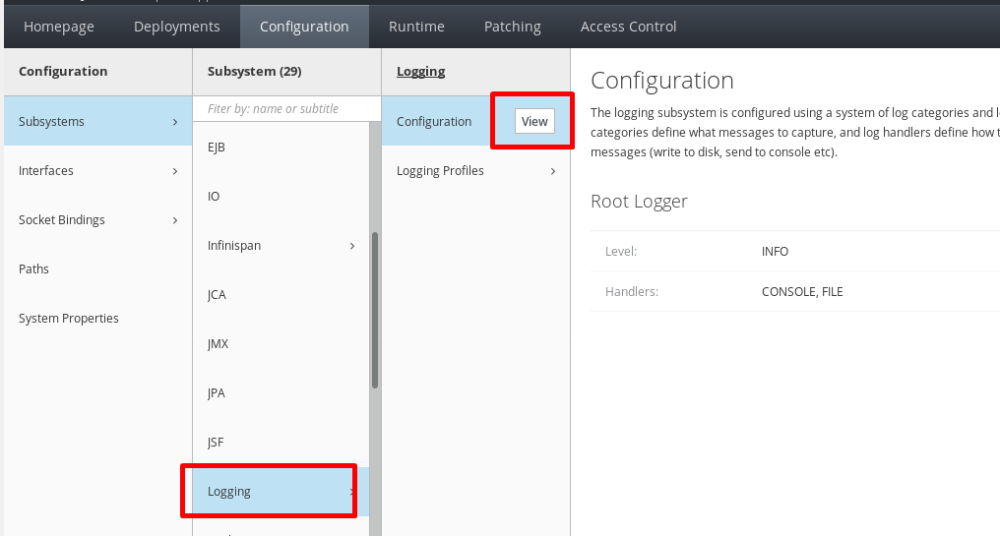 Homepage Deployments Configuration Runtime Patching Access Control
Configuration
Subsystems
Interfaces
Socket Bindings
Paths
System Properties
Subsystem (29)
Fiter by: name or subtitle
EJB
IO
Infinispan
JCA
JMX
JPA
JSF
Logging
Logging
Configuration View
Logging Profiles
Configuration
The logging subsystem is configured using a system of log categories and
categories define what messages to capture, and log handlers define how
messages (write to disk, send to console etc).
Root Logger
Level: INFO
Handlers: CONSOLE, FILE